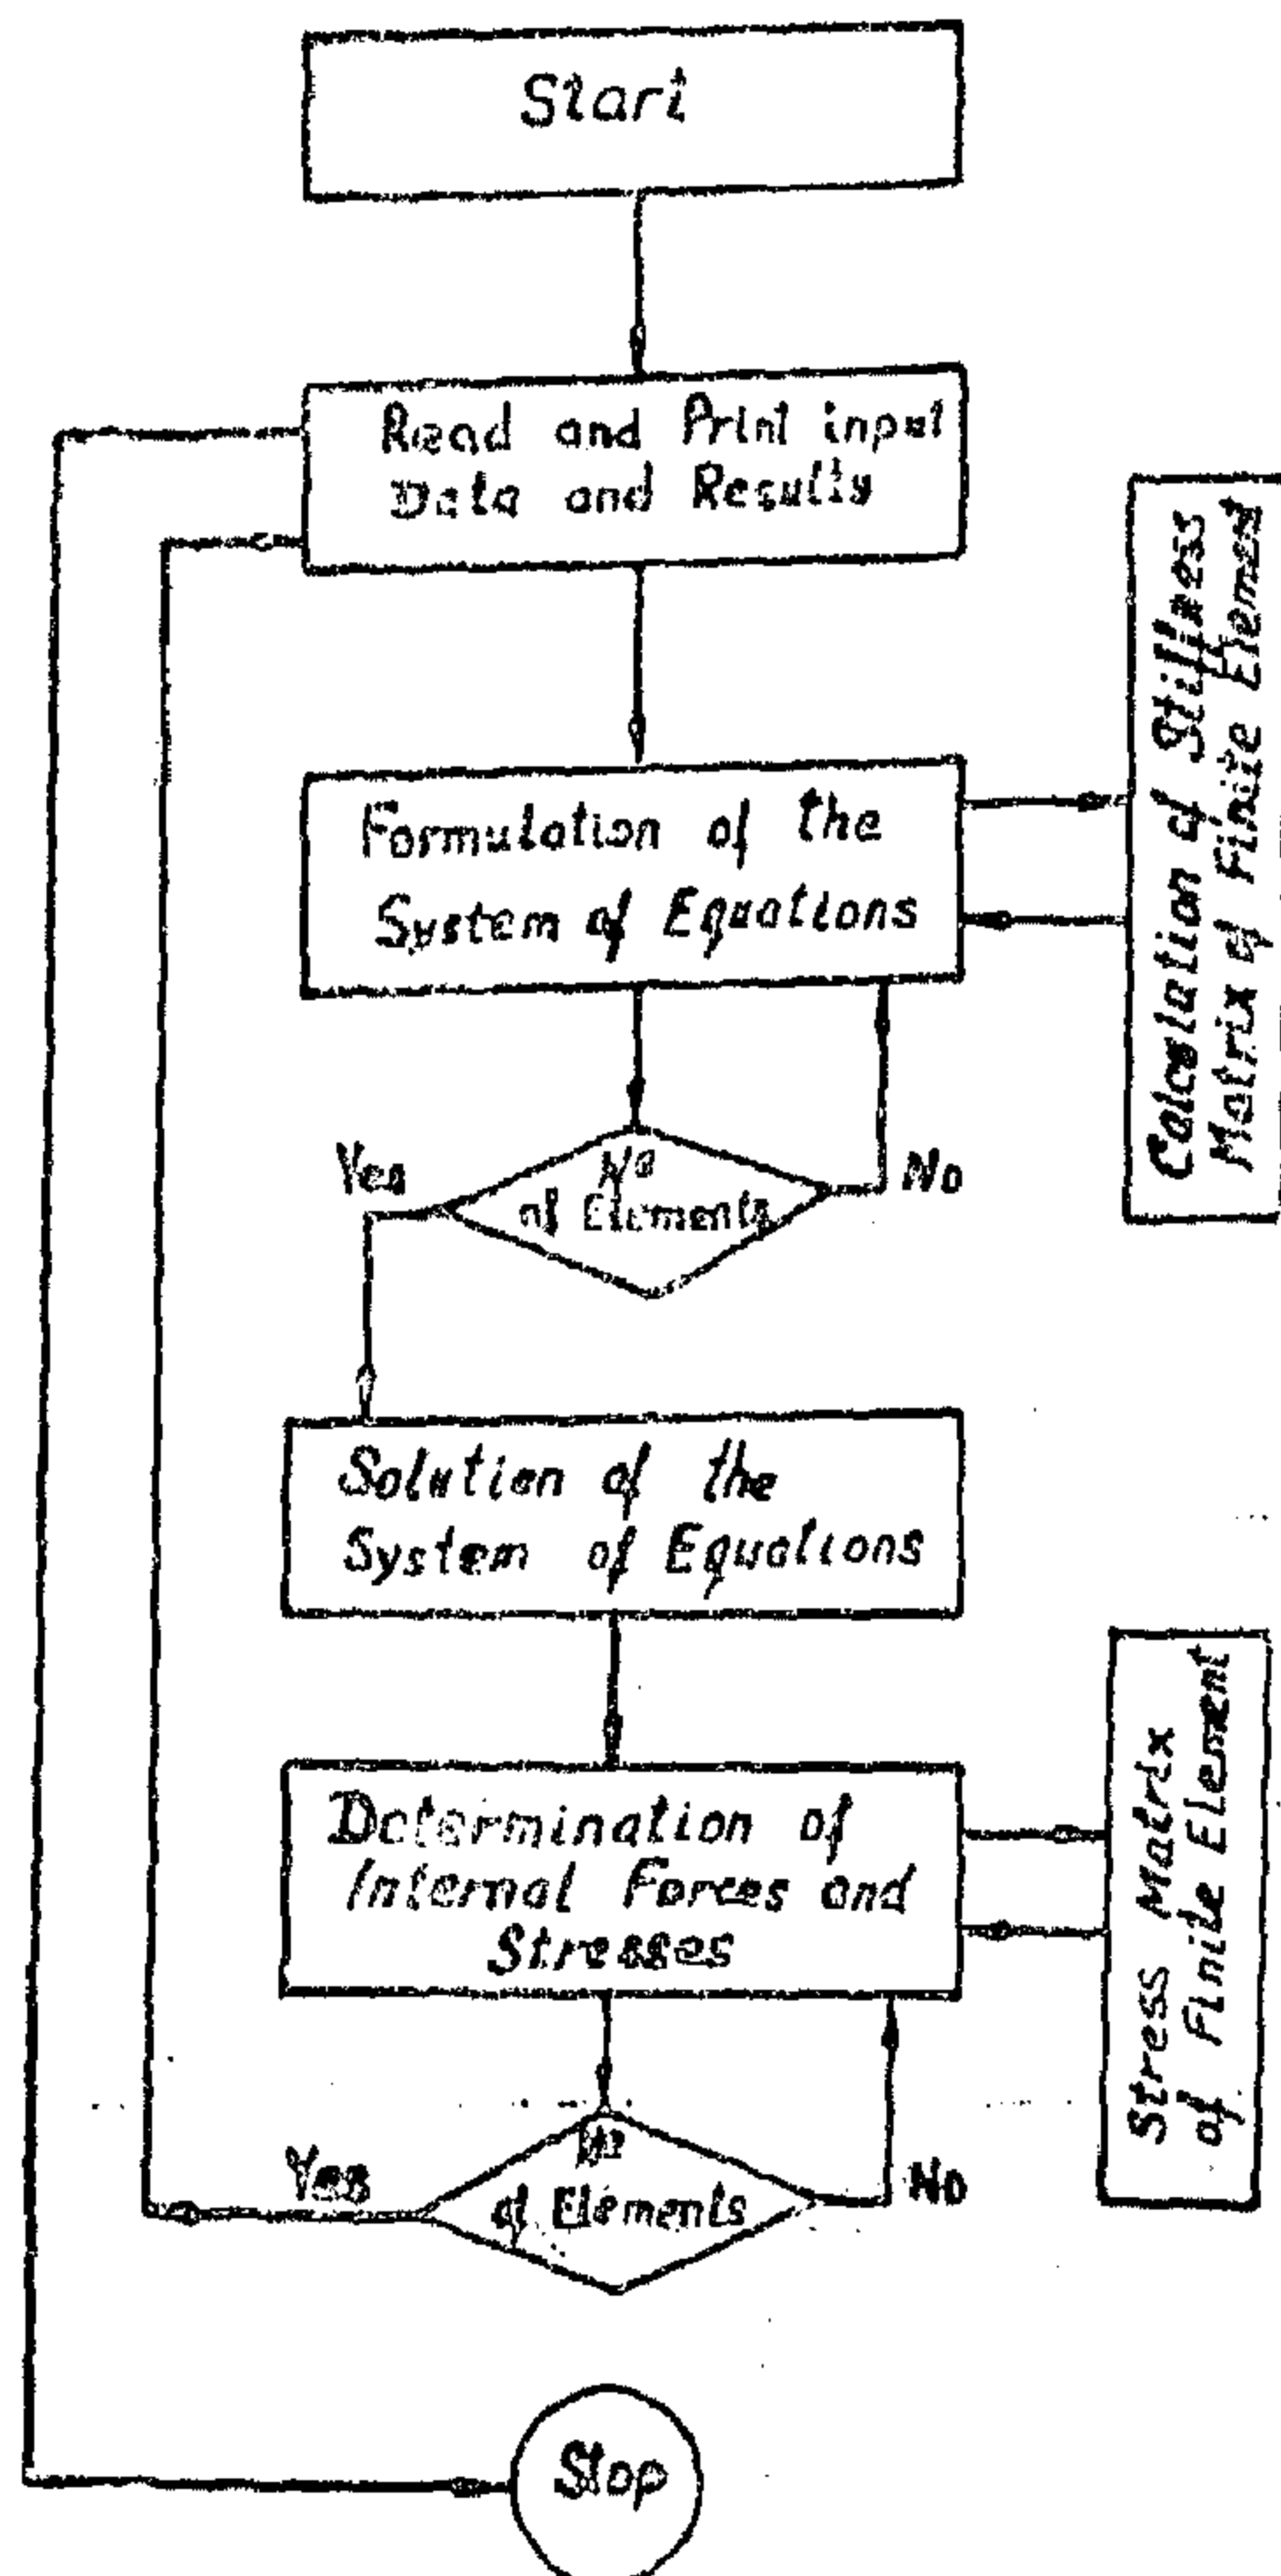 Start
Read and Print input
Data and Results
Formulation of the
System of Equations
Calculation of Stiffness
Matrix of Finite Element
Yes
Nº
of Elements
No
Solution of the
System of Equations
Determination of
Internal Forces and
Stresses
Stress Matrix
of Finite Element
Yes
Nº
of Elements
No
Stop